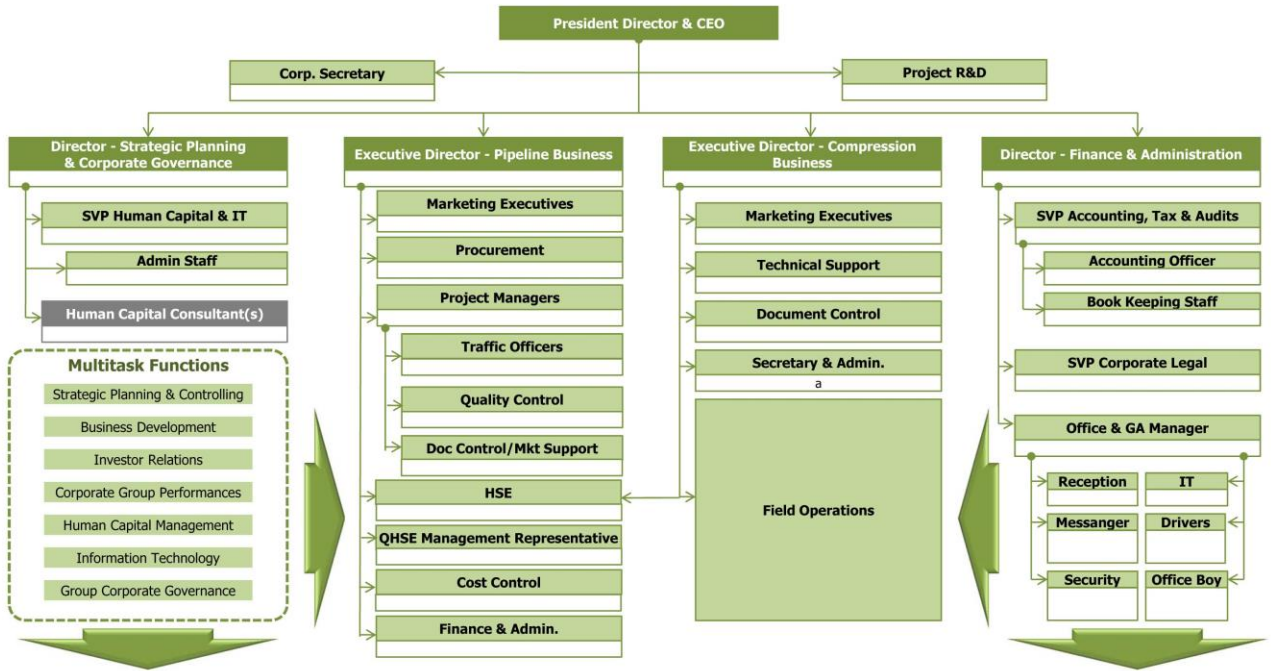 President Director & CEO
Corp. Secretary
Project R&D
Director - Strategic Planning
& Corporate Governance
SVP Human Capital & IT
Admin Staff
Human Capital Consultant(s)
Multitask Functions
Strategic Planning & Controlling
Business Development
Investor Relations
Corporate Group Performances
Human Capital Management
Information Technology
Group Corporate Governance
Executive Director - Pipeline Business
Marketing Executives
Procurement
Project Managers
Traffic Officers
Quality Control
Doc Control/Mkt Support
HSE
QHSE Management Representative
Cost Control
Finance & Admin.
Executive Director - Compression
Business
Marketing Executives
Technical Support
Document Control
Secretary & Admin.
a
Field Operations
Director - Finance & Administration
SVP Accounting, Tax & Audits
Accounting Officer
Book Keeping Staff
SVP Corporate Legal
Office & GA Manager
Reception
IT
Messanger
Drivers
Security
Office Boy